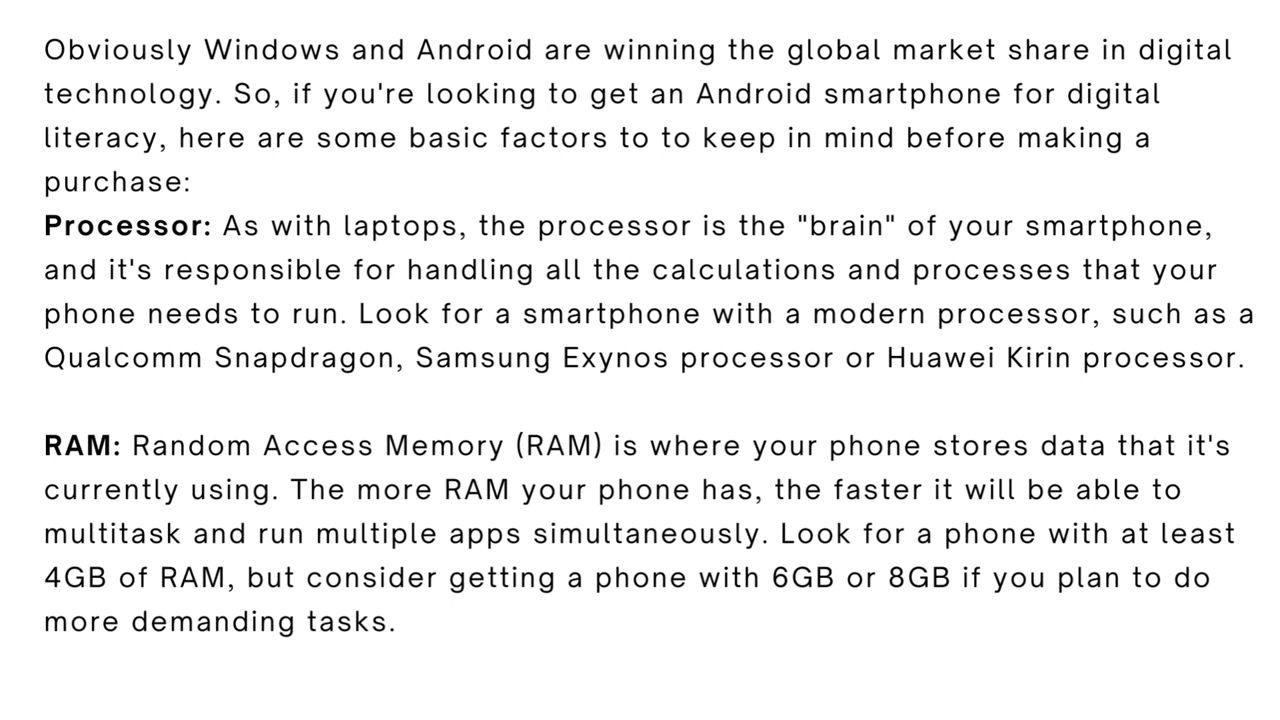 Obviously Windows and Android are winning the global market share in digital
technology. So, if you're looking to get an Android smartphone for digital
literacy, here are some basic factors to to keep in mind before making a
purchase:
Processor: As with laptops, the processor is the "brain" of your smartphone,
and it's responsible for handling all the calculations and processes that your
phone needs to run. Look for a smartphone with a modern processor, such as a
Qualcomm Snapdragon, Samsung Exynos processor or Huawei Kirin processor.
RAM: Random Access Memory (RAM) is where your phone stores data that it's
currently using. The more RAM your phone has, the faster it will be able to
multitask and run multiple apps simultaneously. Look for a phone with at least
4GB of RAM, but consider getting a phone with 6GB or 8GB if you plan to do
more demanding tasks.